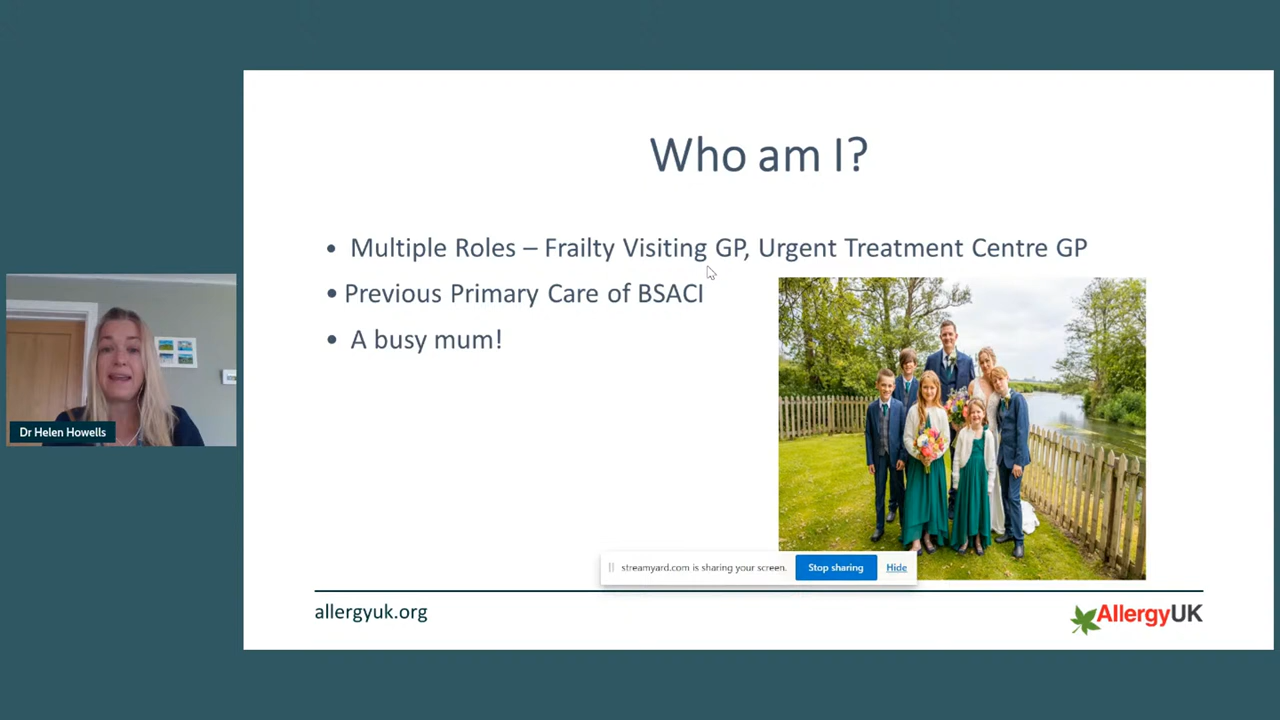 Who am I?
• Multiple Roles – Frailty Visiting GP, Urgent Treatment Centre GP
• Previous Primary Care of BSACI
• A busy mum!
Dr Helen Howells
streamyard.com is sharing your screen. Stop sharing Hide
allergyuk.org
AllergyUK